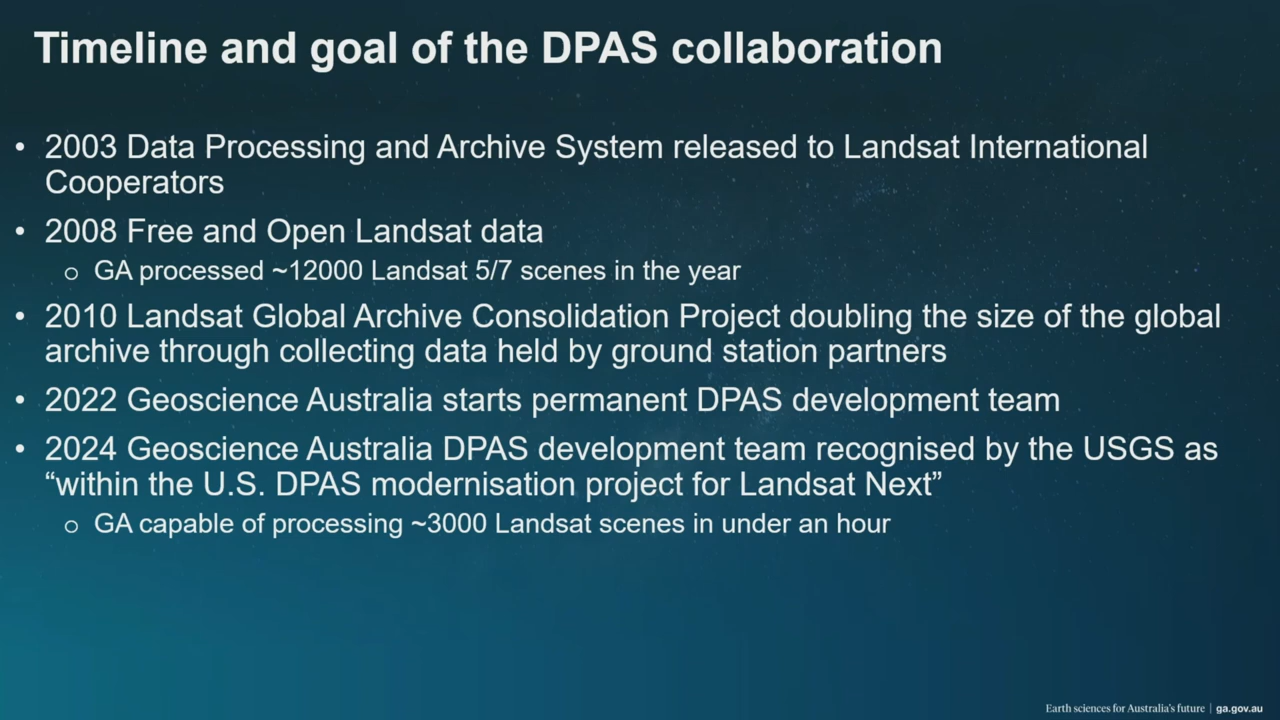 Timeline and goal of the DPAS collaboration
• 2003 Data Processing and Archive System released to Landsat International
Cooperators
• 2008 Free and Open Landsat data
o GA processed ~12000 Landsat 5/7 scenes in the year
• 2010 Landsat Global Archive Consolidation Project doubling the size of the global
archive through collecting data held by ground station partners
• 2022 Geoscience Australia starts permanent DPAS development team
• 2024 Geoscience Australia DPAS development team recognised by the USGS as
“within the U.S. DPAS modernisation project for Landsat Next”
o GA capable of processing ~3000 Landsat scenes in under an hour
Earth sciences for Australia’s future | ga.gov.au